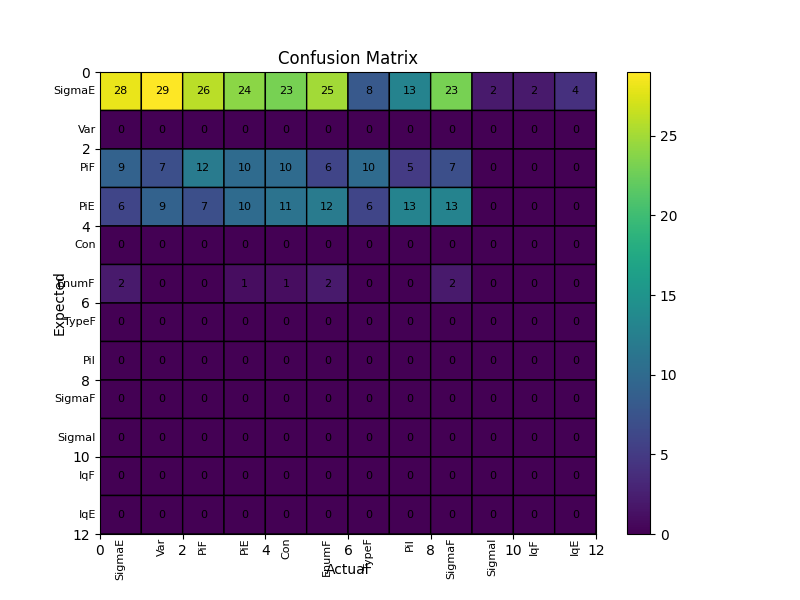 Confusion Matrix
0
SigmaE 28 29 26 24 23 25 8 13 23 2 2 4
Var 0 0 0 0 0 0 0 0 0 0 0 0
2
PiF 9 7 12 10 10 6 10 5 7 0 0 0
PiE 6 9 7 10 11 12 6 13 13 0 0 0
4
Con 0 0 0 0 0 0 0 0 0 0 0 0
EnumF 2 0 0 1 1 2 0 0 2 0 0 0
6
TypeF 0 0 0 0 0 0 0 0 0 0 0 0
PiI 0 0 0 0 0 0 0 0 0 0 0 0
8
SigmaF 0 0 0 0 0 0 0 0 0 0 0 0
SigmaI 0 0 0 0 0 0 0 0 0 0 0 0
10
IqF 0 0 0 0 0 0 0 0 0 0 0 0
IqE 0 0 0 0 0 0 0 0 0 0 0 0
12
Expected
0 2 4 6 8 10 12
SigmaE
Var
PiF
PiE
Con
EnumF
TypeF
PiI
SigmaF
SigmaI
IqF
IqE
Actual
25
20
15
10
5
0